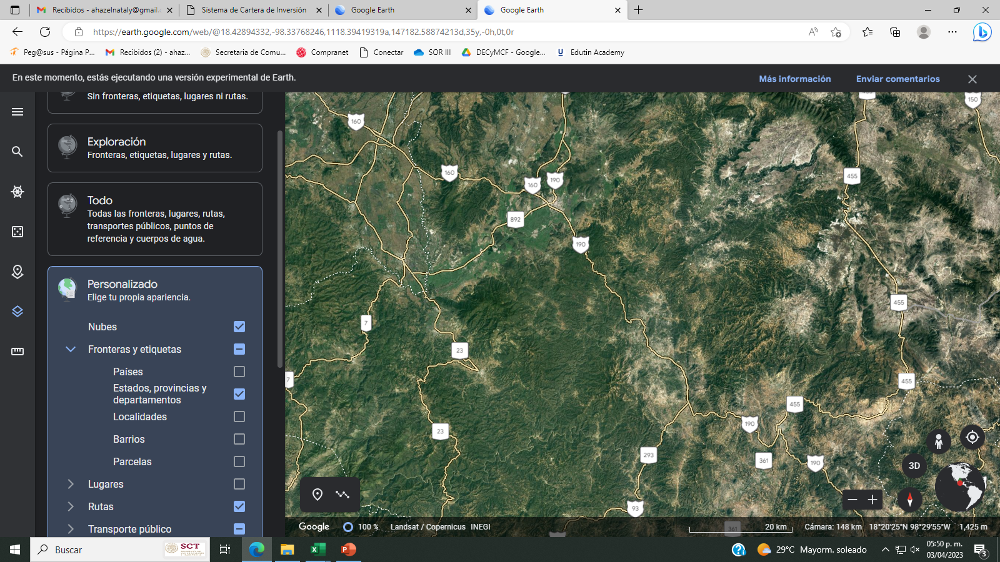 Recibidos - ahazelnataly@gmail.c
Sistema de Cartera de Inversión
Google Earth
Google Earth
https://earth.google.com/web/@18.42894332,-98.33768246,1118.39419319a,147182.58874213d,35y,-0h,0t,0r
Peg@sus - Página P...
Recibidos (2) - ahaz...
Secretaria de Comu...
Compranet
Conectar
SOR III
DECyMCF - Google...
Edutin Academy
En este momento, estás ejecutando una versión experimental de Earth.
Más información
Enviar comentarios
Sin fronteras, etiquetas, lugares ni rutas.
Exploración
Fronteras, etiquetas, lugares y rutas.
Todo
Todas las fronteras, lugares, rutas,
transportes públicos, puntos de
referencia y cuerpos de agua.
Personalizado
Elige tu propia apariencia.
Nubes
Fronteras y etiquetas
Países
Estados, provincias y
departamentos
Localidades
Barrios
Parcelas
Lugares
Rutas
Transporte público
160
150
160
160
190
455
892
190
455
7
23
7
455
455
190
23
293
361
190
93
361
3D
Google
100 %
Landsat / Copernicus
INEGI
20 km
Cámara: 148 km
18°20'25"N 98°29'55"W
1,425 m
Buscar
SCT
29°C
Mayorm. soleado
05:50 p. m.
03/04/2023
3